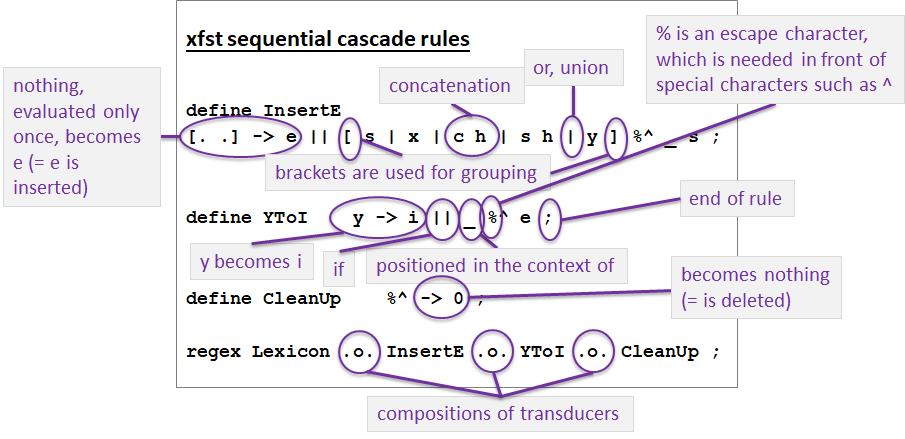 xfst sequential cascade rules
% is an escape character,
which is needed in front of
special characters such as ^
or, union
concatenation
nothing,
evaluated only
once, becomes
e (= e is
inserted)
define InsertE
[. .] -> e || [ s | x | c h | s h | y ] %^ _ s ;
brackets are used for grouping
end of rule
define YToI y -> i || _ %^ e ;
y becomes i
if
positioned in the context of
becomes nothing
(= is deleted)
define CleanUp %^ -> 0 ;
regex Lexicon .o. InsertE .o. YToI .o. CleanUp ;
compositions of transducers